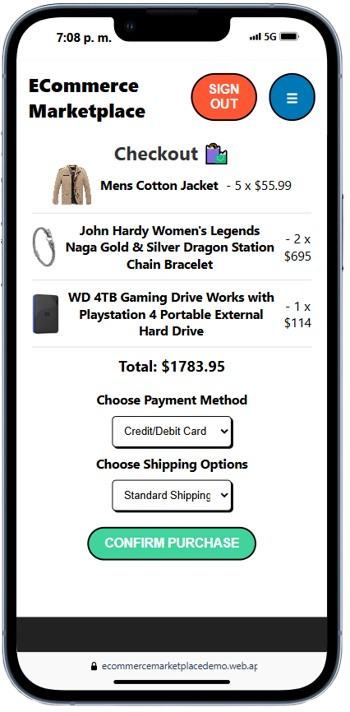 7:08 p. m.
5G
ECommerce
Marketplace
SIGN
OUT
Checkout
Mens Cotton Jacket - 5 x $55.99
John Hardy Women's Legends
Naga Gold & Silver Dragon Station
Chain Bracelet
- 2 x
$695
WD 4TB Gaming Drive Works with
Playstation 4 Portable External
Hard Drive
- 1 x
$114
Total: $1783.95
Choose Payment Method
Credit/Debit Card
Choose Shipping Options
Standard Shipping
CONFIRM PURCHASE
ecommercemarketplacedemo.web.ap